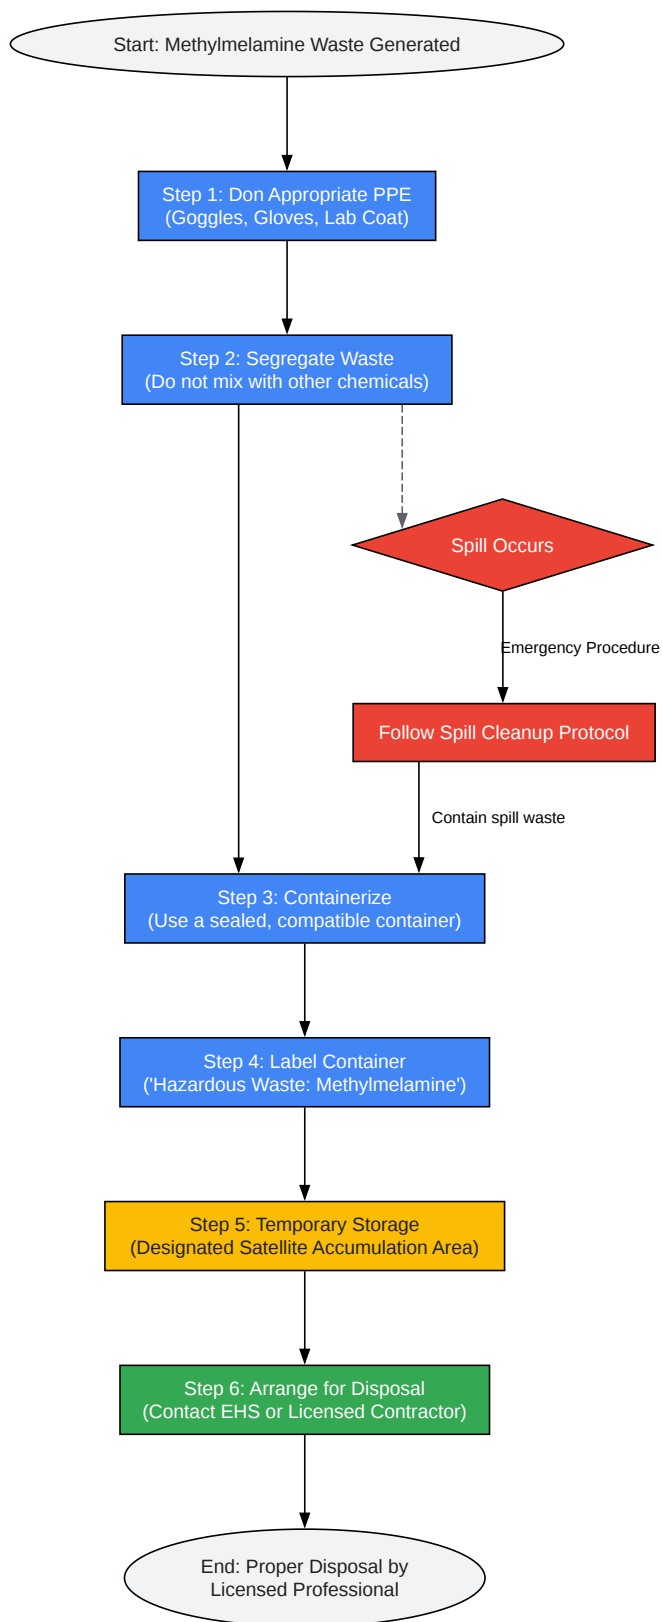 Start: Methylmelamine Waste Generated
Step 1: Don Appropriate PPE
(Goggles, Gloves, Lab Coat)
Step 2: Segregate Waste
(Do not mix with other chemicals)
Spill Occurs
Emergency Procedure
Follow Spill Cleanup Protocol
Contain spill waste
Step 3: Containerize
(Use a sealed, compatible container)
Step 4: Label Container
('Hazardous Waste: Methylmelamine')
Step 5: Temporary Storage
(Designated Satellite Accumulation Area)
Step 6: Arrange for Disposal
(Contact EHS or Licensed Contractor)
End: Proper Disposal by
Licensed Professional